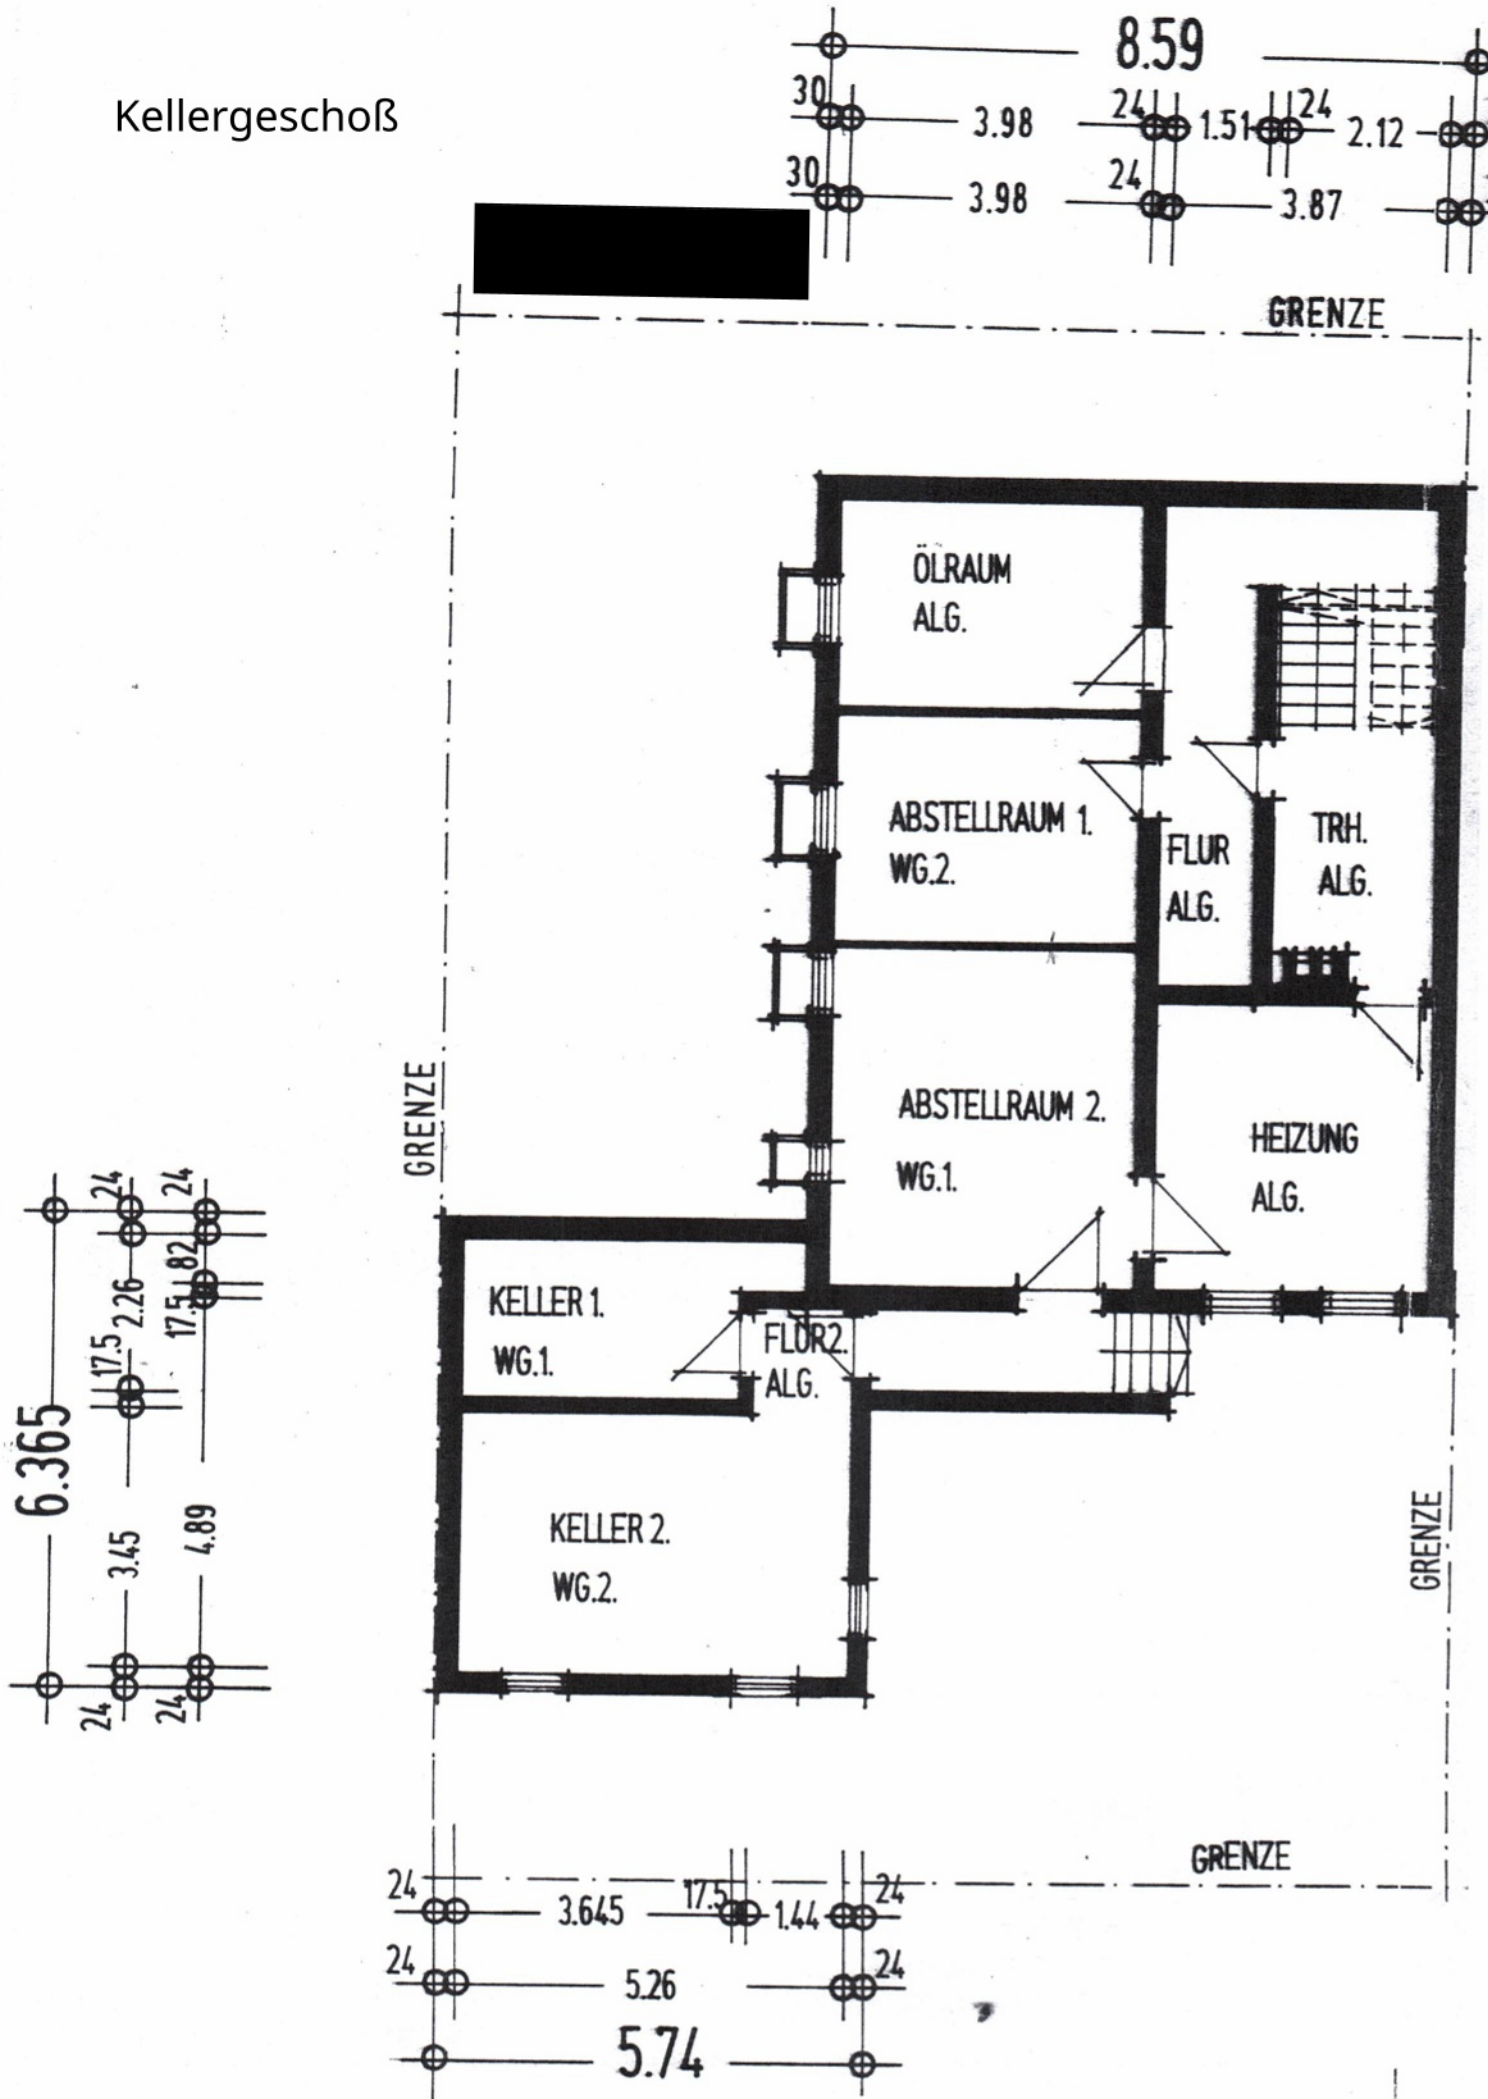 8.59
Kellergeschoß
30
3.98
24
1.51
24
2.12
30
3.98
24
3.87
GRENZE
ÖLRAUM
ALG.
ABSTELLRAUM 1.
WG.2.
FLUR
ALG.
TRH.
ALG.
GRENZE
ABSTELLRAUM 2.
WG.1.
HEIZUNG
ALG.
24
24
82
2.26
17.5
17.5
6.365
3.45
4.89
24
24
KELLER 1.
WG.1.
FLUR2.
ALG.
KELLER 2.
WG.2.
GRENZE
GRENZE
24
3.645
17.5
1.44
24
24
5.26
24
5.74